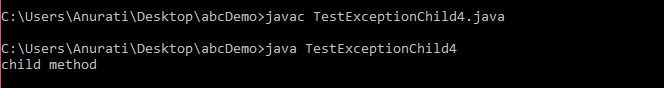 C:\Users\Anurati\Desktop\abcDemo>javac TestExceptionChild4.java
C:\Users\Anurati\Desktop\abcDemo>java TestExceptionChild4
child method